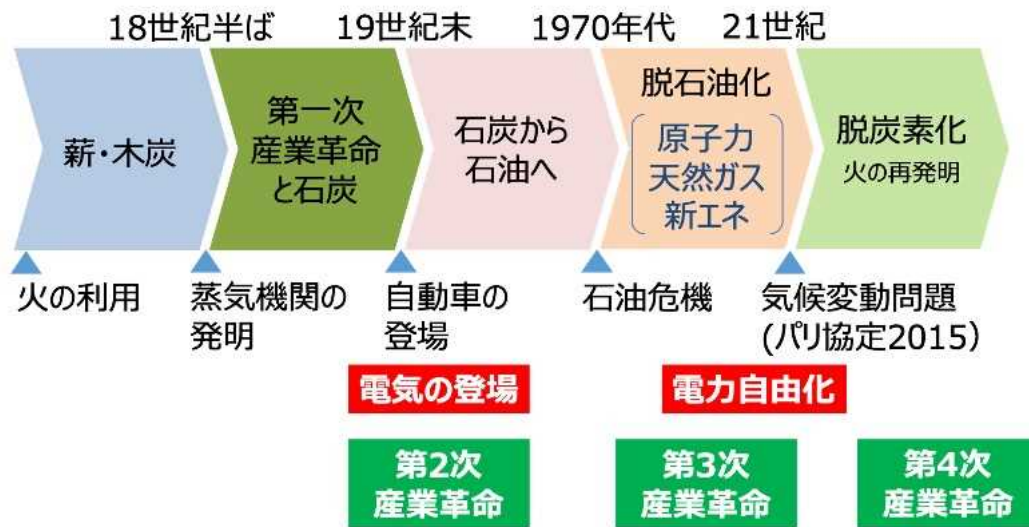 18世紀半ば
19世紀末
1970年代
21世紀
薪・木炭
第一次
産業革命
と石炭
石炭から
石油へ
脱石油化
原子力
天然ガス
新エネ
脱炭素化
火の再発明
火の利用
蒸気機関の
発明
自動車の
登場
石油危機
気候変動問題
(パリ協定2015)
電気の登場
電力自由化
第2次
産業革命
第3次
産業革命
第4次
産業革命